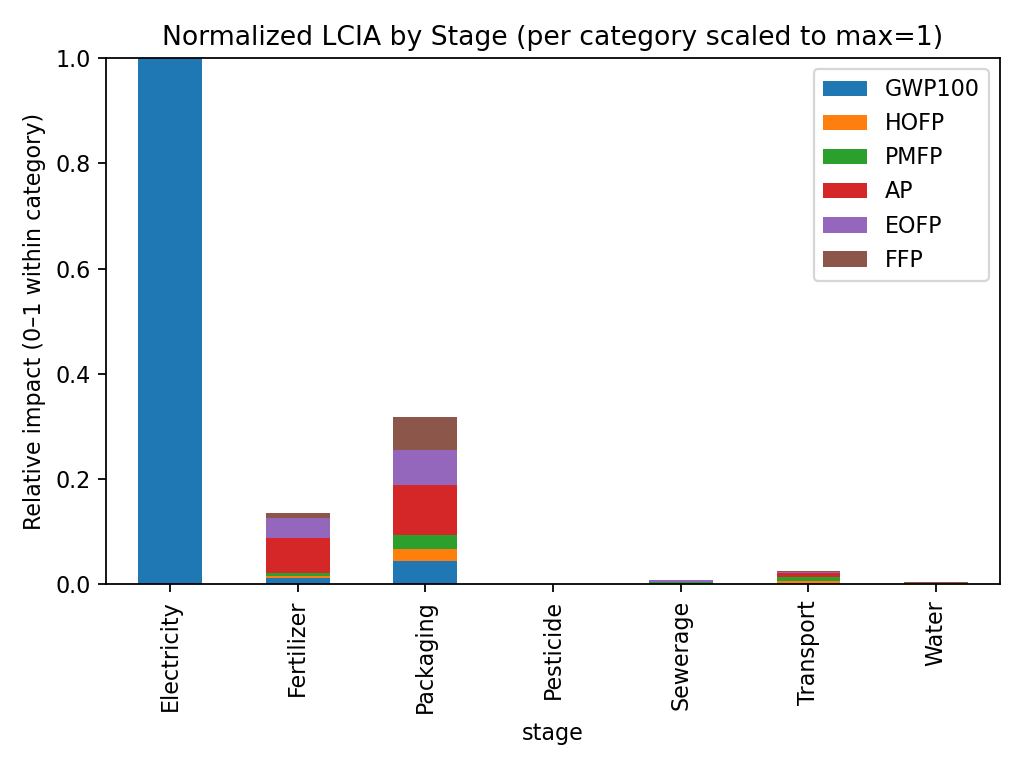 Normalized LCIA by Stage (per category scaled to max=1)
Relative impact (0–1 within category)
1.0
0.8
0.6
0.4
0.2
0.0
GWP100
HOFP
PMFP
AP
EOFP
FFP
Electricity
Fertilizer
Packaging
Pesticide
Sewerage
Transport
Water
stage